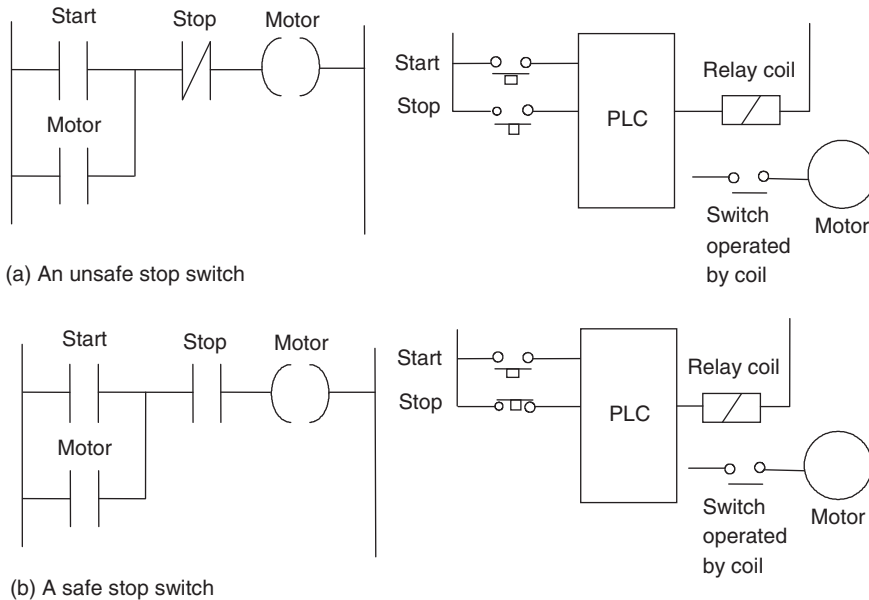 Start
Stop
Motor
Motor
Start
Stop
PLC
Relay coil
Switch
operated
by coil
Motor
(a) An unsafe stop switch
Start
Stop
Motor
Motor
Start
Stop
PLC
Relay coil
Switch
operated
by coil
Motor
(b) A safe stop switch